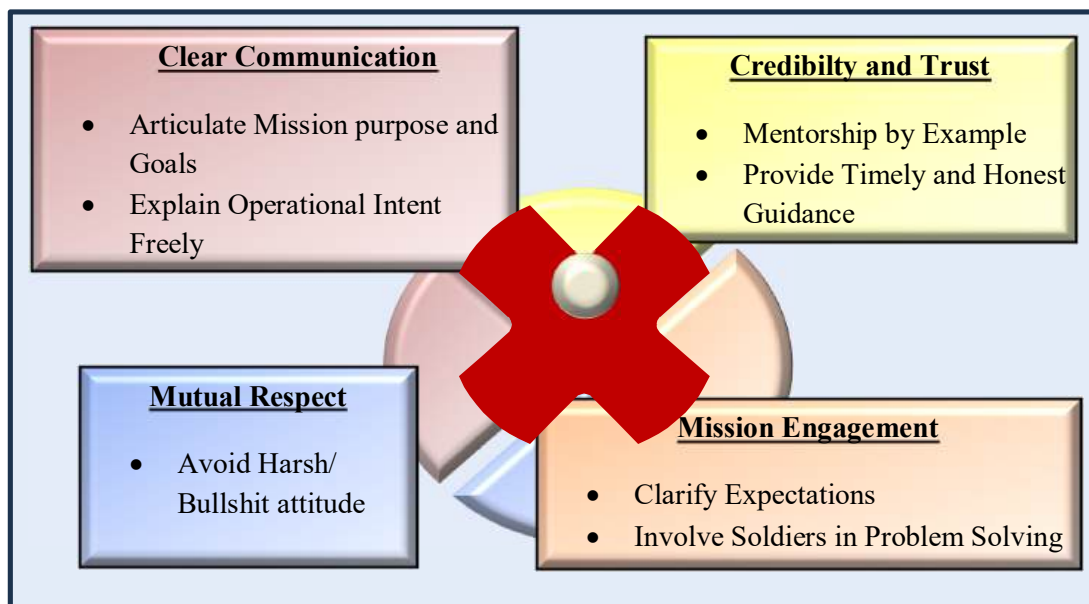 Clear Communication
• Articulate Mission purpose and
Goals
• Explain Operational Intent
Freely
Credibilty and Trust
• Mentorship by Example
• Provide Timely and Honest
Guidance
Mutual Respect
• Avoid Harsh/
Bullshit attitude
Mission Engagement
• Clarify Expectations
• Involve Soldiers in Problem Solving